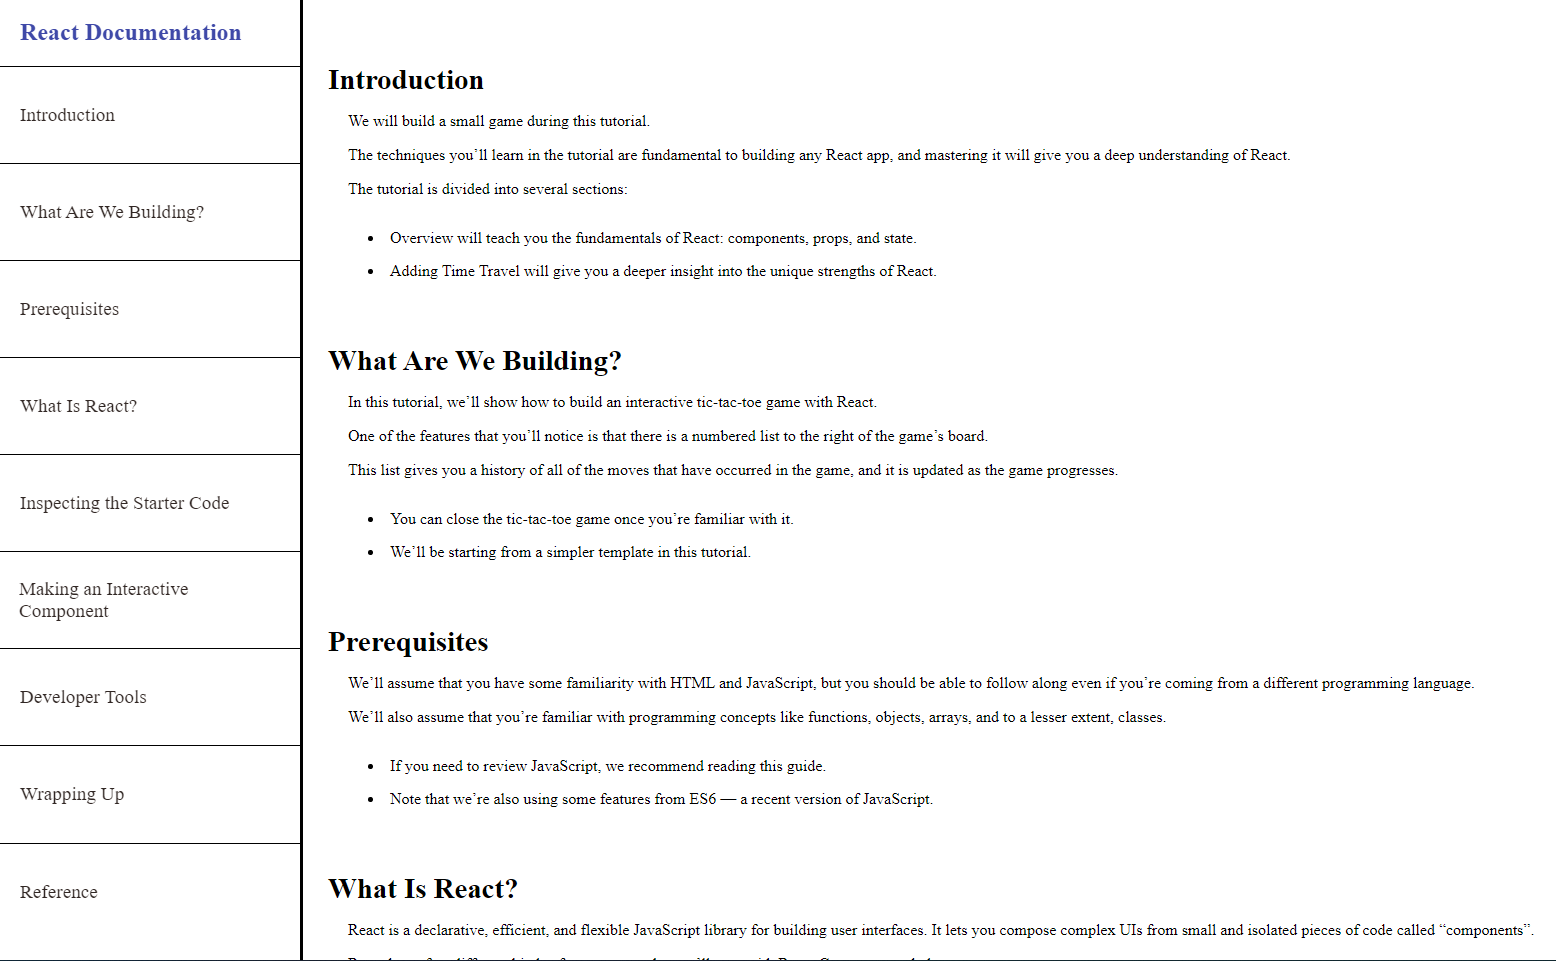 React Documentation
Introduction
What Are We Building?
Prerequisites
What Is React?
Inspecting the Starter Code
Making an Interactive
Component
Developer Tools
Wrapping Up
Reference
Introduction
We will build a small game during this tutorial.
The techniques you’ll learn in the tutorial are fundamental to building any React app, and mastering it will give you a deep understanding of React.
The tutorial is divided into several sections:
• Overview will teach you the fundamentals of React: components, props, and state.
• Adding Time Travel will give you a deeper insight into the unique strengths of React.
What Are We Building?
In this tutorial, we’ll show how to build an interactive tic-tac-toe game with React.
One of the features that you’ll notice is that there is a numbered list to the right of the game’s board.
This list gives you a history of all of the moves that have occurred in the game, and it is updated as the game progresses.
• You can close the tic-tac-toe game once you’re familiar with it.
• We’ll be starting from a simpler template in this tutorial.
Prerequisites
We’ll assume that you have some familiarity with HTML and JavaScript, but you should be able to follow along even if you’re coming from a different programming language.
We’ll also assume that you’re familiar with programming concepts like functions, objects, arrays, and to a lesser extent, classes.
• If you need to review JavaScript, we recommend reading this guide.
• Note that we’re also using some features from ES6 — a recent version of JavaScript.
What Is React?
React is a declarative, efficient, and flexible JavaScript library for building user interfaces. It lets you compose complex UIs from small and isolated pieces of code called “components”.